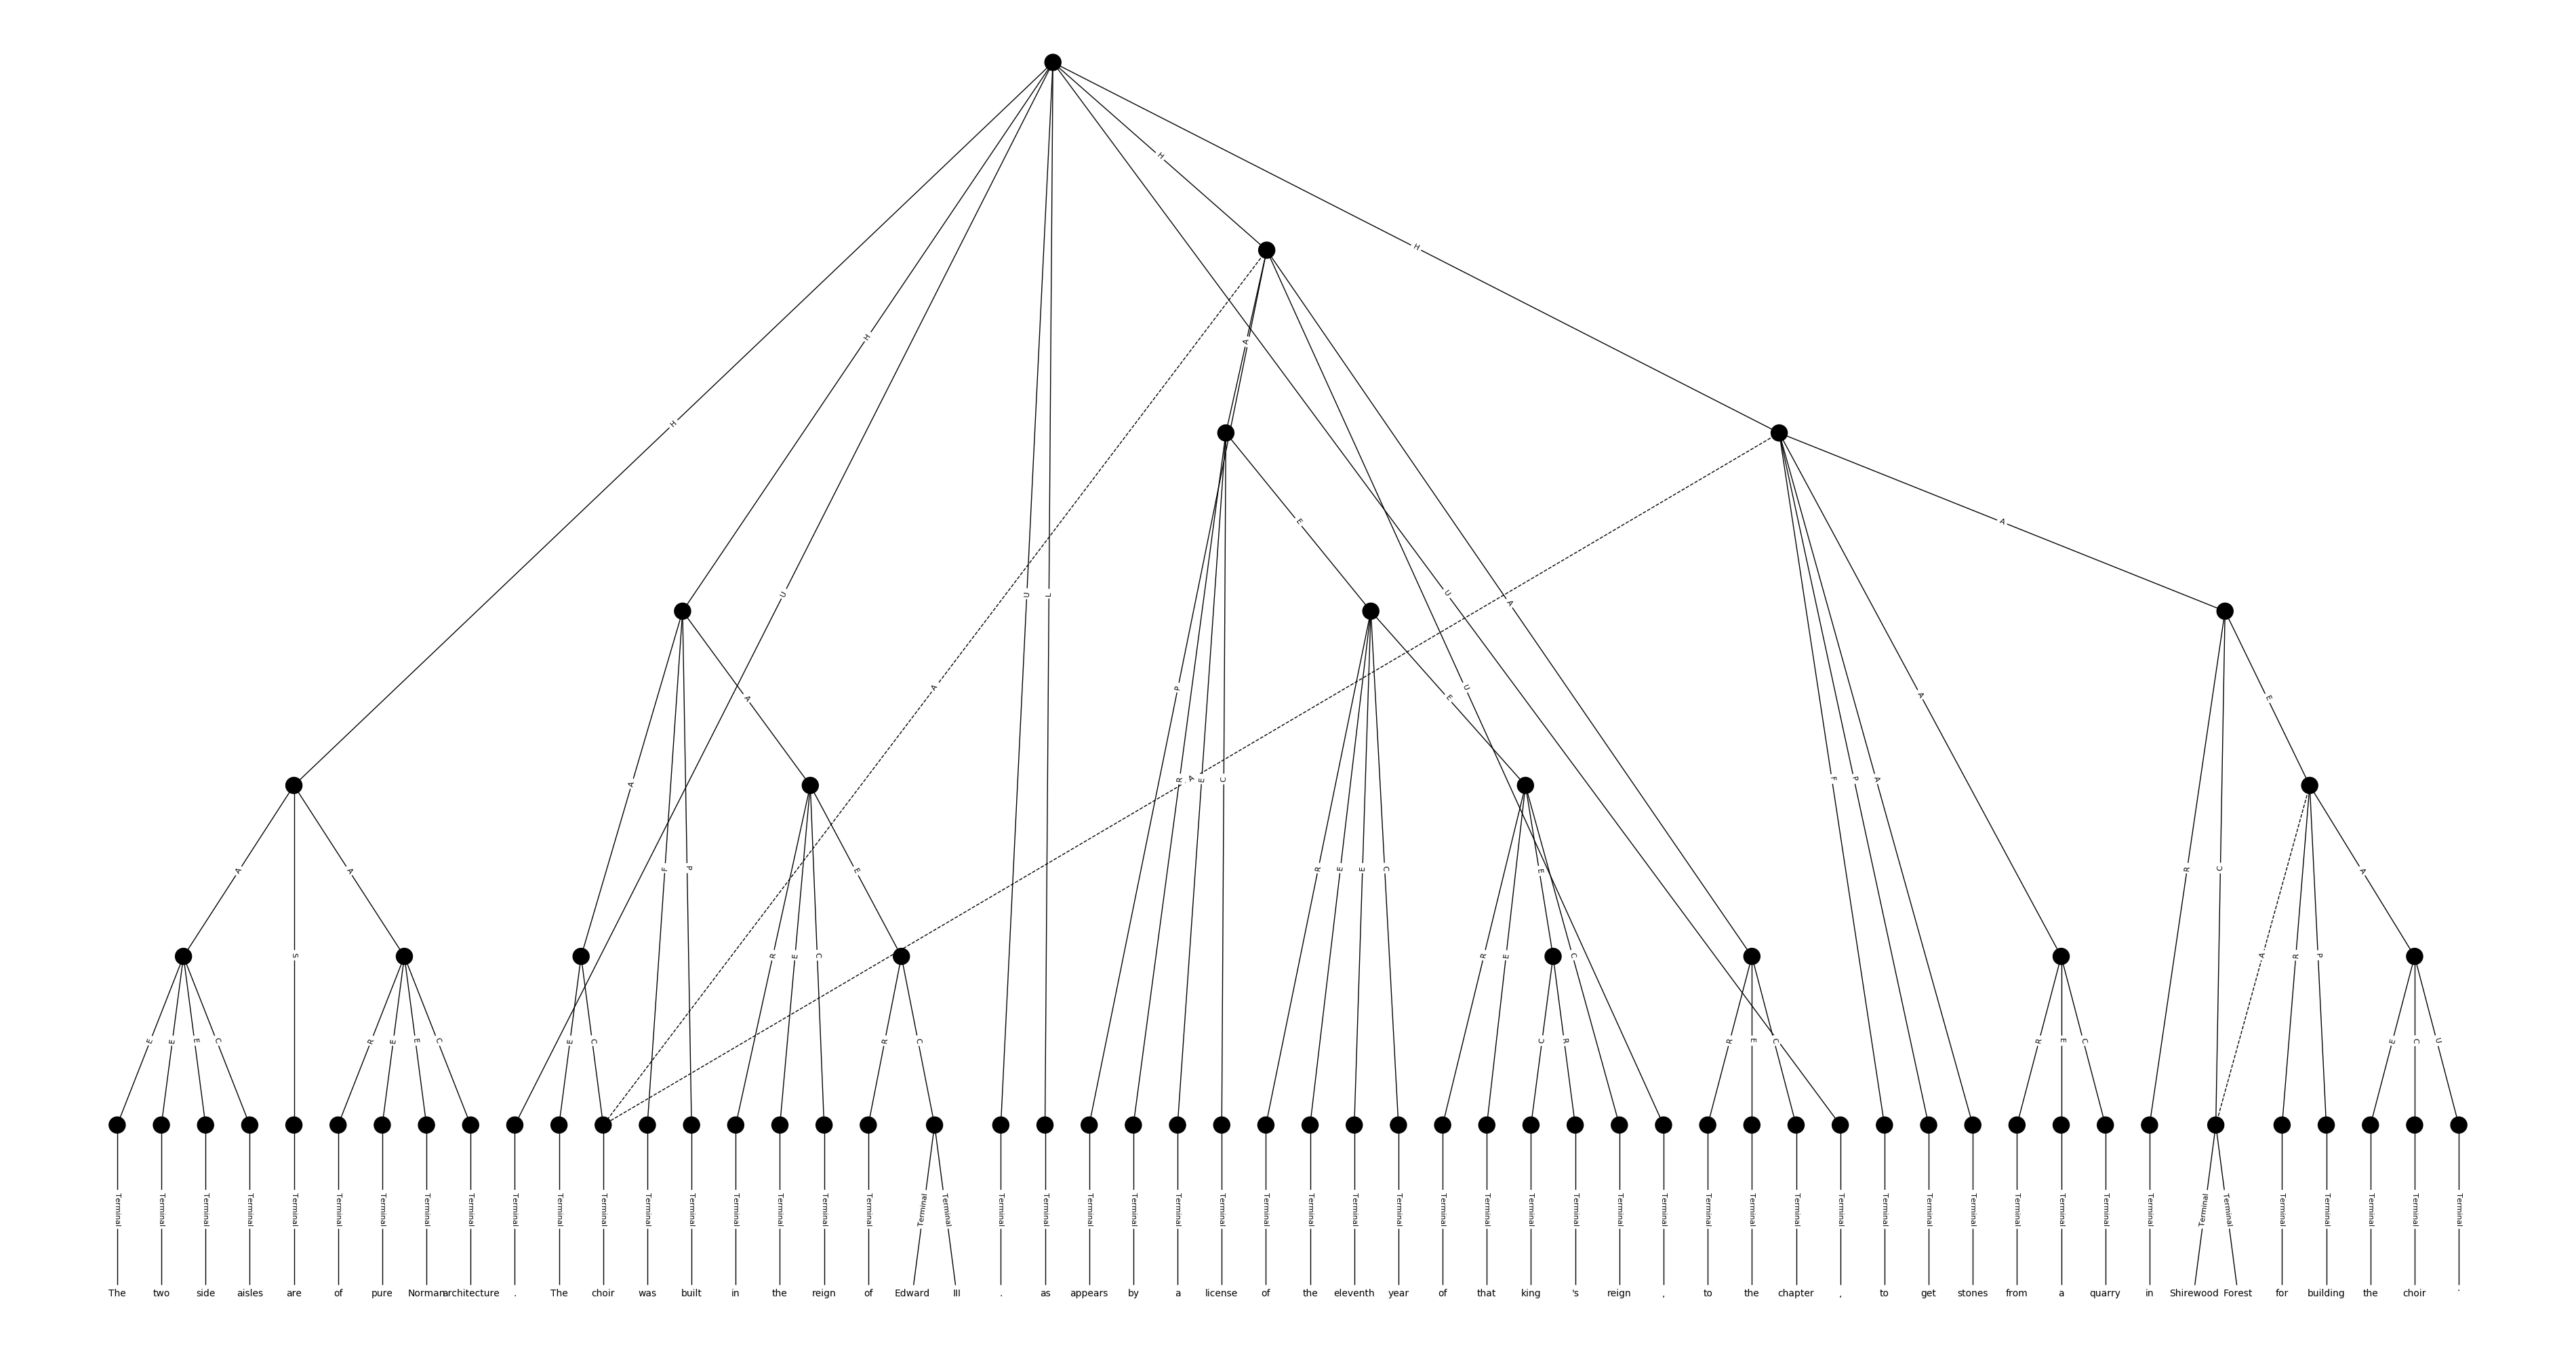 H
H
H
H
A
E
A
U
L
U
A
H
P
U
E
A
A
A
E
A
R
A
E
C
F
P
A
A
A
F
P
E
R
E
E
C
E
R
C
A
S
R
E
C
R
E
C
A
R
P
E
E
E
C
R
E
E
C
E
C
R
C
C
R
R
E
C
R
E
C
E
C
U
Terminal Terminal Terminal Terminal Terminal Terminal Terminal Terminal Terminal Terminal Terminal Terminal Terminal Terminal Terminal Terminal Terminal Terminal Terminal Terminal Terminal Terminal Terminal Terminal Terminal Terminal Terminal Terminal Terminal Terminal Terminal Terminal Terminal Terminal Terminal Terminal Terminal Terminal Terminal Terminal Terminal Terminal Terminal Terminal Terminal Terminal Terminal Terminal Terminal Terminal Terminal Terminal Terminal Terminal
The two side aisles are of pure Norman architecture . The choir was built in the reign of Edward III . as appears by a license of the eleventh year of that king 's reign , to the chapter , to get stones from a quarry in Shirewood Forest for building the choir .